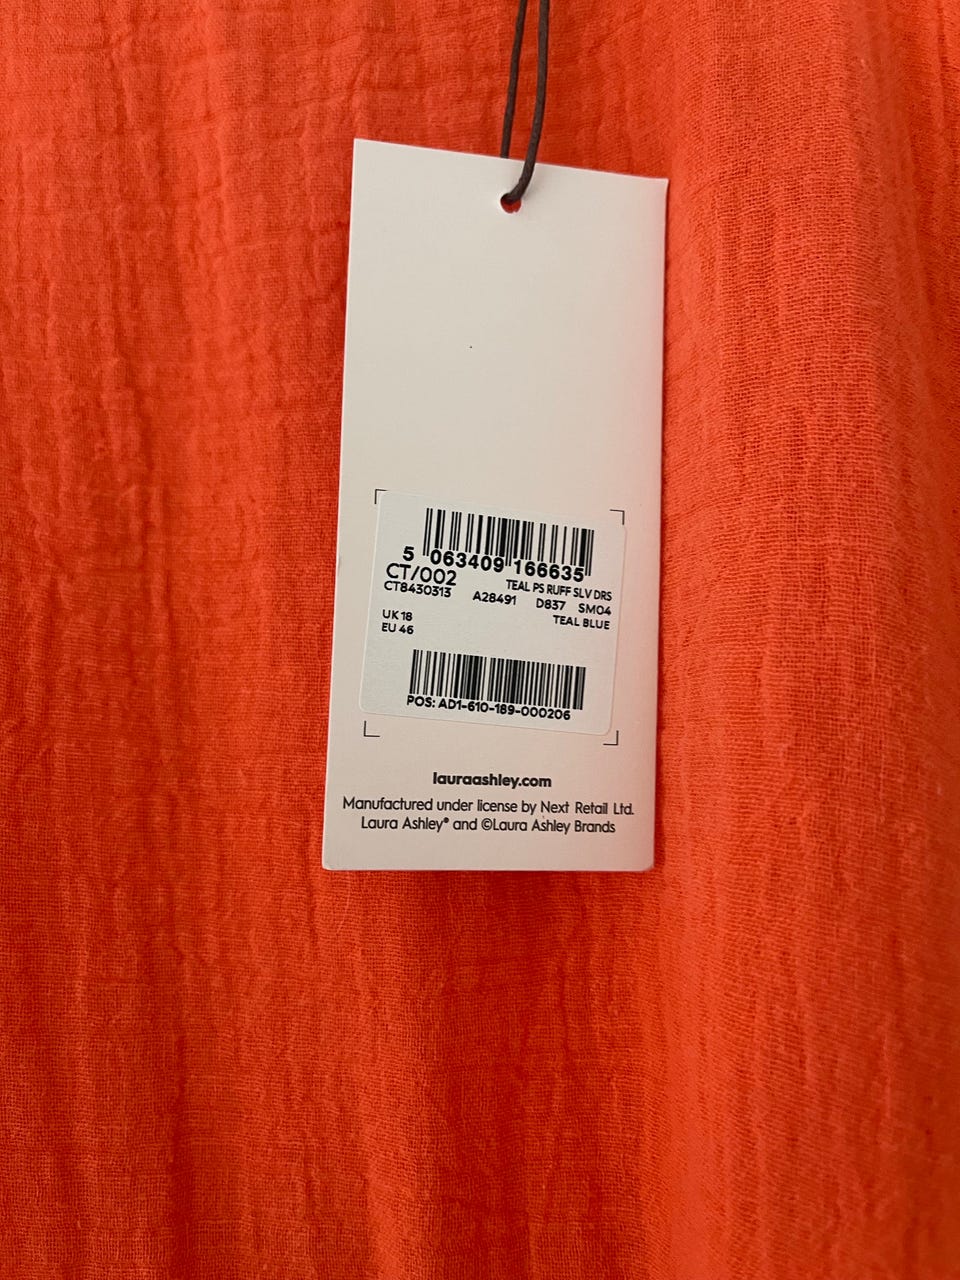 5 063409 166635
CT/002 TEAL PS RUFF SLV DRS
CT8430313 A28491 D837 SM04
UK 18 TEAL BLUE
EU 46
POS: AD1-610-189-000206
lauraashley.com
Manufactured under license by Next Retail Ltd.
Laura Ashley® and ©Laura Ashley Brands